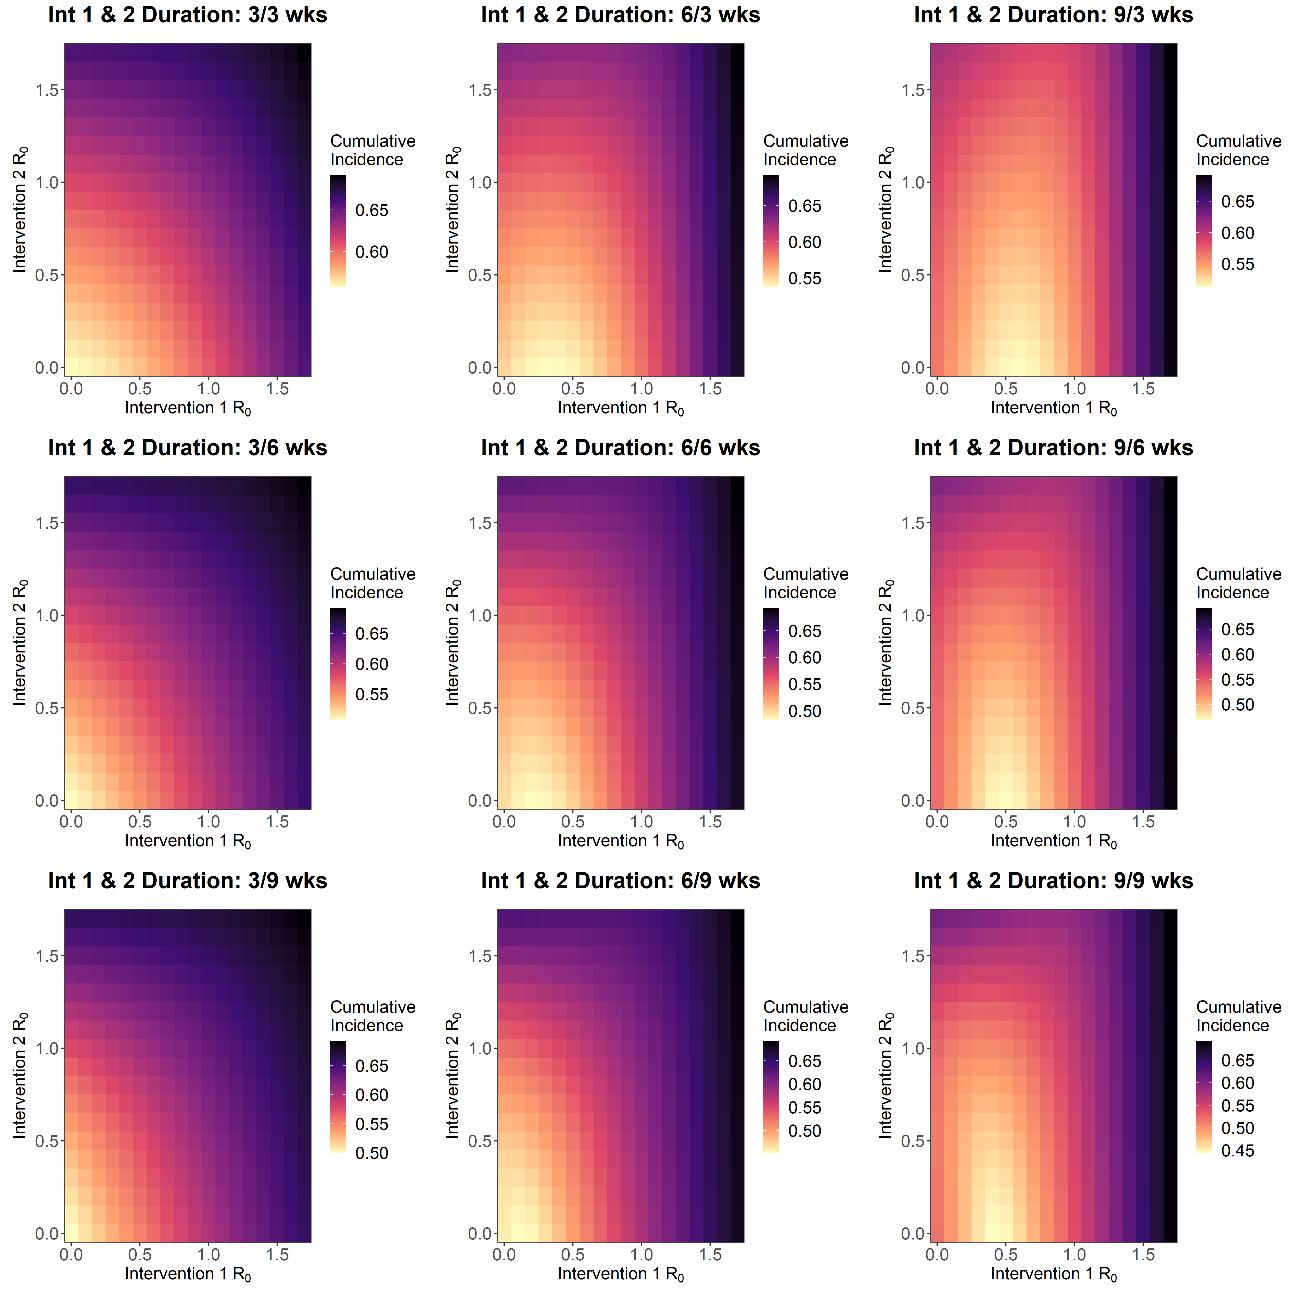 Int 1 & 2 Duration: 3/3 wks
Intervention 2 R₀
1.5
1.0
0.5
0.0
0.0 0.5 1.0 1.5
Intervention 1 R₀
Cumulative
Incidence
0.65
0.60
Int 1 & 2 Duration: 6/3 wks
Intervention 2 R₀
1.5
1.0
0.5
0.0
0.0 0.5 1.0 1.5
Intervention 1 R₀
Cumulative
Incidence
0.65
0.60
0.55
Int 1 & 2 Duration: 9/3 wks
Intervention 2 R₀
1.5
1.0
0.5
0.0
0.0 0.5 1.0 1.5
Intervention 1 R₀
Cumulative
Incidence
0.65
0.60
0.55
Int 1 & 2 Duration: 3/6 wks
Intervention 2 R₀
1.5
1.0
0.5
0.0
0.0 0.5 1.0 1.5
Intervention 1 R₀
Cumulative
Incidence
0.65
0.60
0.55
Int 1 & 2 Duration: 6/6 wks
Intervention 2 R₀
1.5
1.0
0.5
0.0
0.0 0.5 1.0 1.5
Intervention 1 R₀
Cumulative
Incidence
0.65
0.60
0.55
0.50
Int 1 & 2 Duration: 9/6 wks
Intervention 2 R₀
1.5
1.0
0.5
0.0
0.0 0.5 1.0 1.5
Intervention 1 R₀
Cumulative
Incidence
0.65
0.60
0.55
0.50
Int 1 & 2 Duration: 3/9 wks
Intervention 2 R₀
1.5
1.0
0.5
0.0
0.0 0.5 1.0 1.5
Intervention 1 R₀
Cumulative
Incidence
0.65
0.60
0.55
0.50
Int 1 & 2 Duration: 6/9 wks
Intervention 2 R₀
1.5
1.0
0.5
0.0
0.0 0.5 1.0 1.5
Intervention 1 R₀
Cumulative
Incidence
0.65
0.60
0.55
0.50
Int 1 & 2 Duration: 9/9 wks
Intervention 2 R₀
1.5
1.0
0.5
0.0
0.0 0.5 1.0 1.5
Intervention 1 R₀
Cumulative
Incidence
0.65
0.60
0.55
0.50
0.45